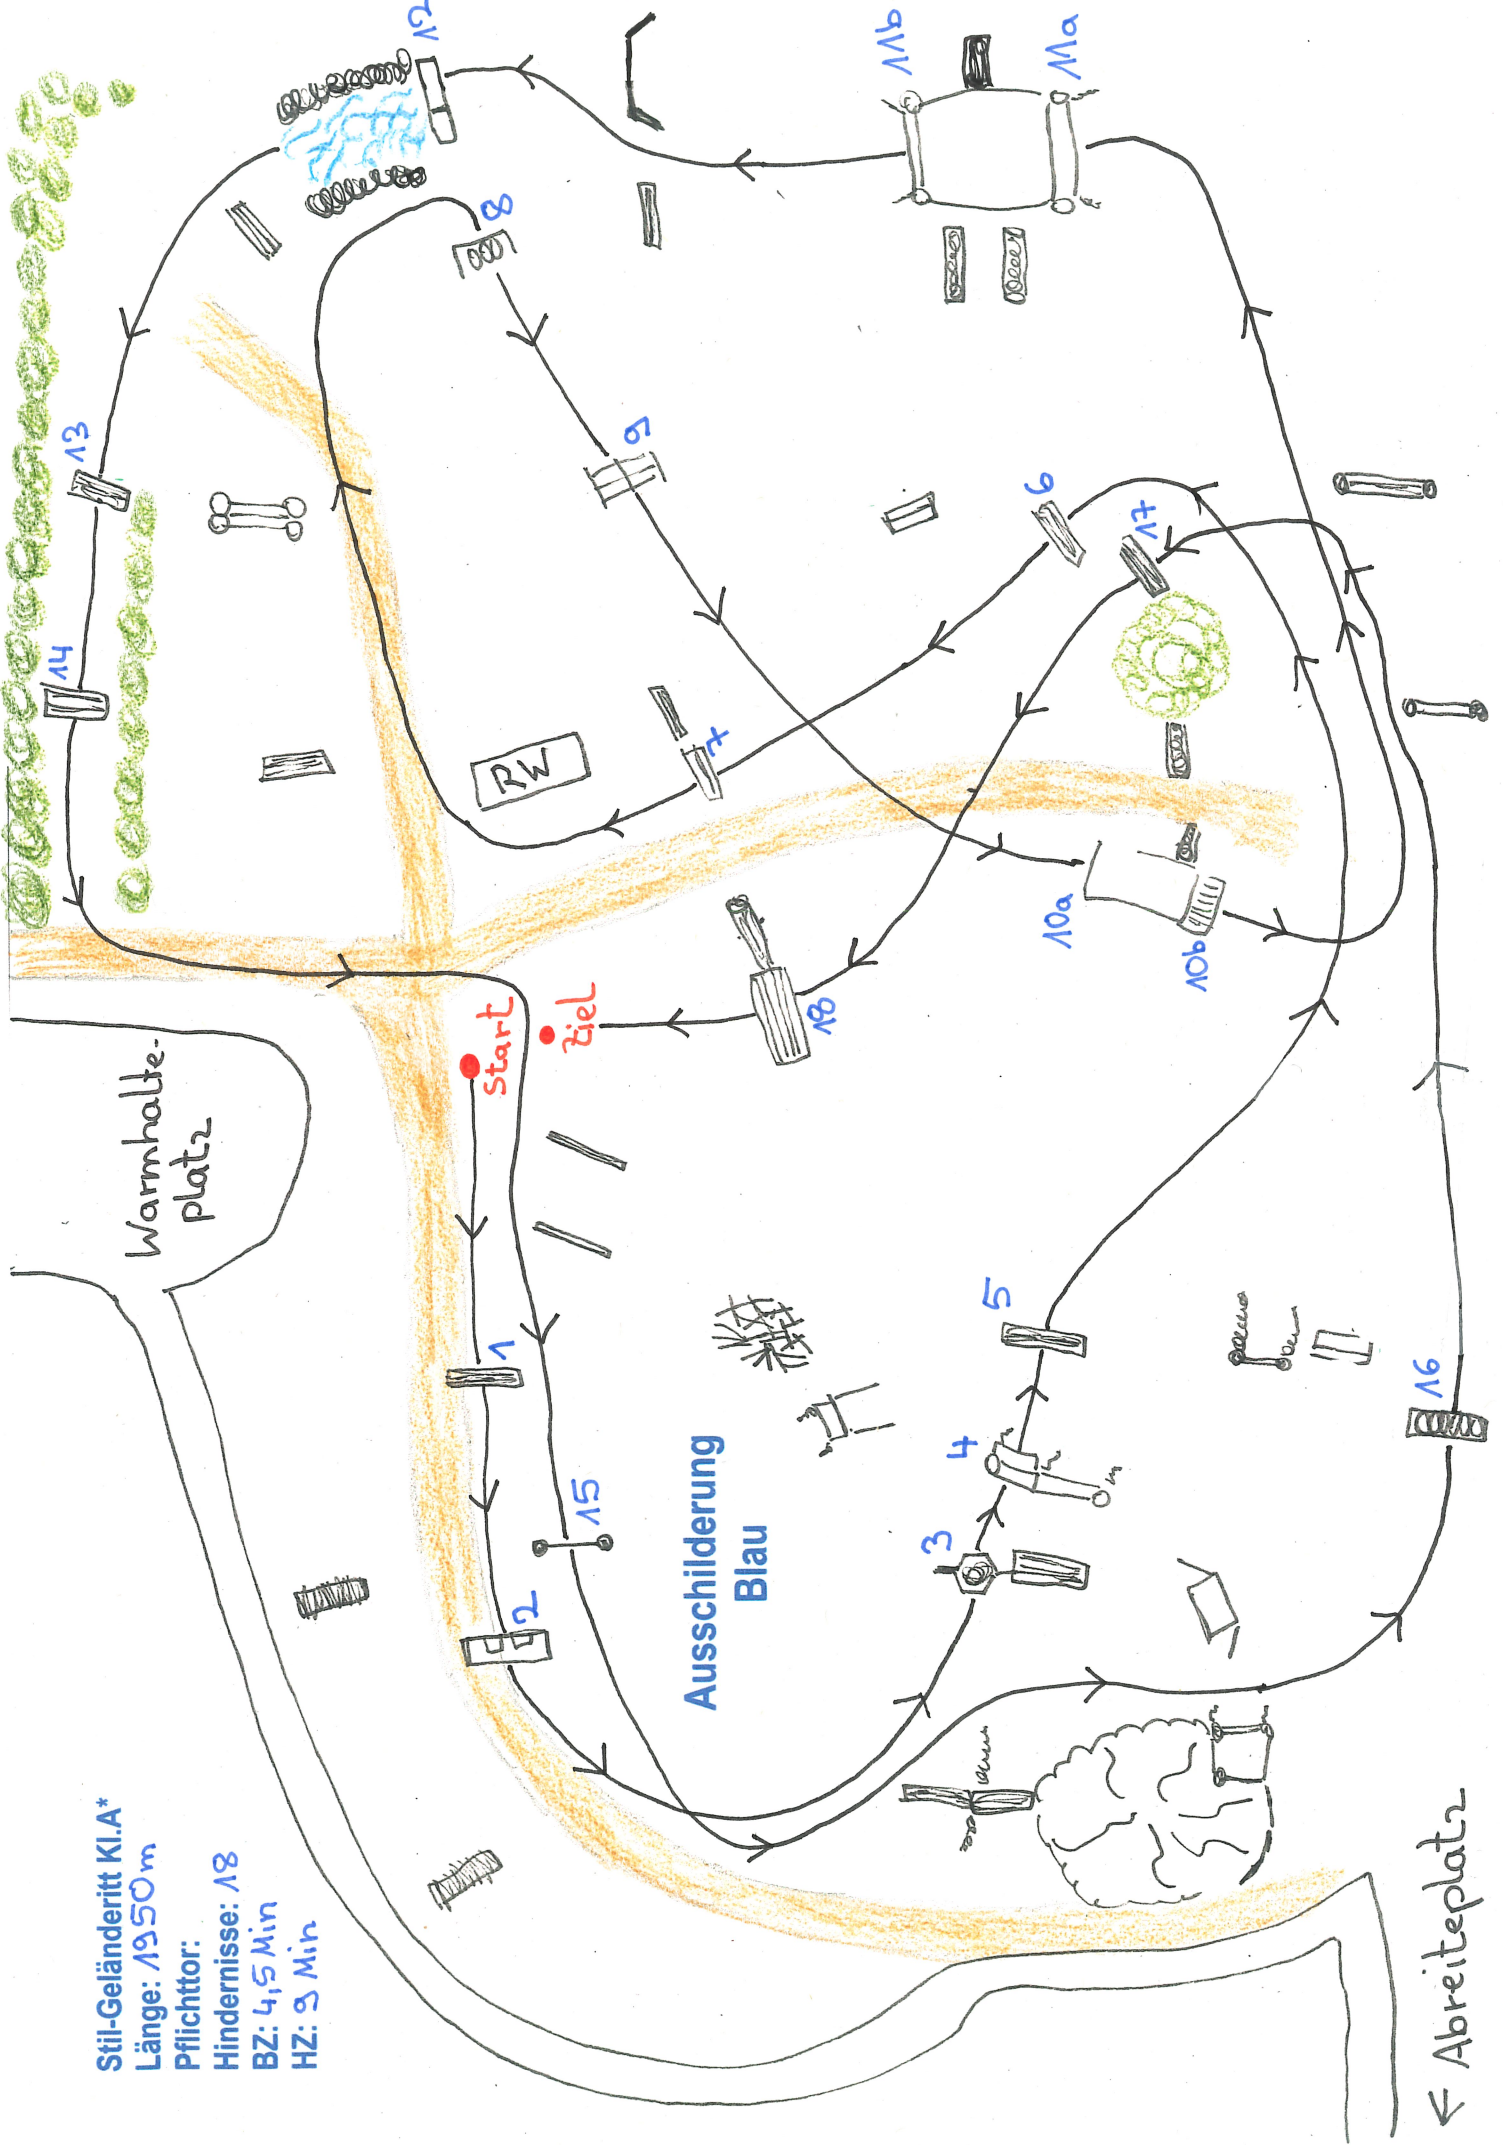 Stil-Geländeritt Kl.A*
Länge: 1950m
Pflichttor:
Hindernisse: 18
BZ: 4,5 Min
HZ: 9 Min
Warmhalte-
platz
Start
Ziel
RW
Ausschilderung
Blau
1
2
3
4
5
6
7
8
9
10a
10b
11a
11b
12
13
14
15
16
17
18
← Abreiteplatz